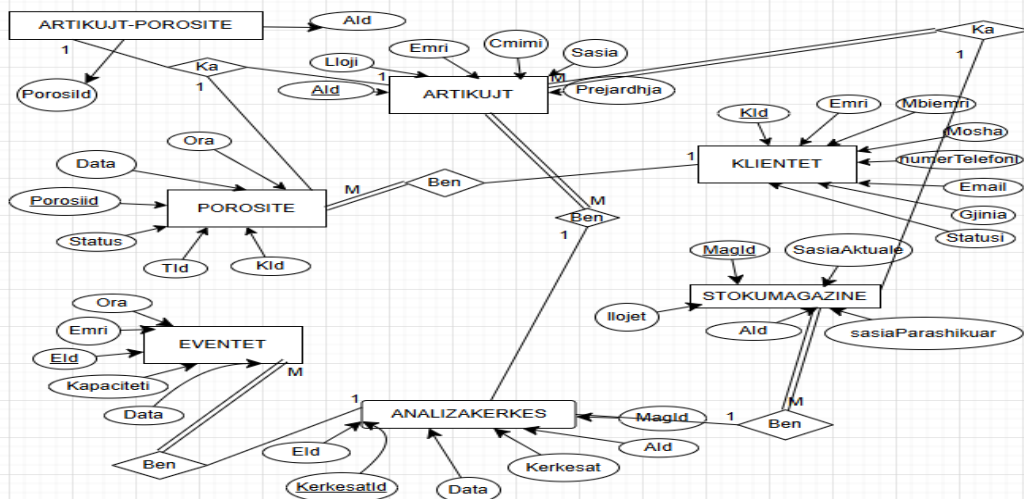 ARTIKUJT-POROSITE
AId
1
PorosiId
Ka
1
1
Lloji
Emri
Cmimi
Sasia
AId
ARTIKUJT
M
Prejardhja
Ka
1
KId
Emri
Mbiemri
Mosha
numerTelefoni
Email
Gjinia
Statusi
1
KLIENTET
Ora
Data
Porosiid
POROSITE
M
Ben
Status
TId
KId
M
Ben
1
MagId
SasiaAktuale
STOKUMAGAZINE
llojet
AId
sasiaParashikuar
Ora
Emri
EId
EVENTET
M
Kapaciteti
Data
Ben
1
ANALIZAKERKES
MagId
1
M
Ben
EId
AId
Kerkesat
KerkesatId
Data